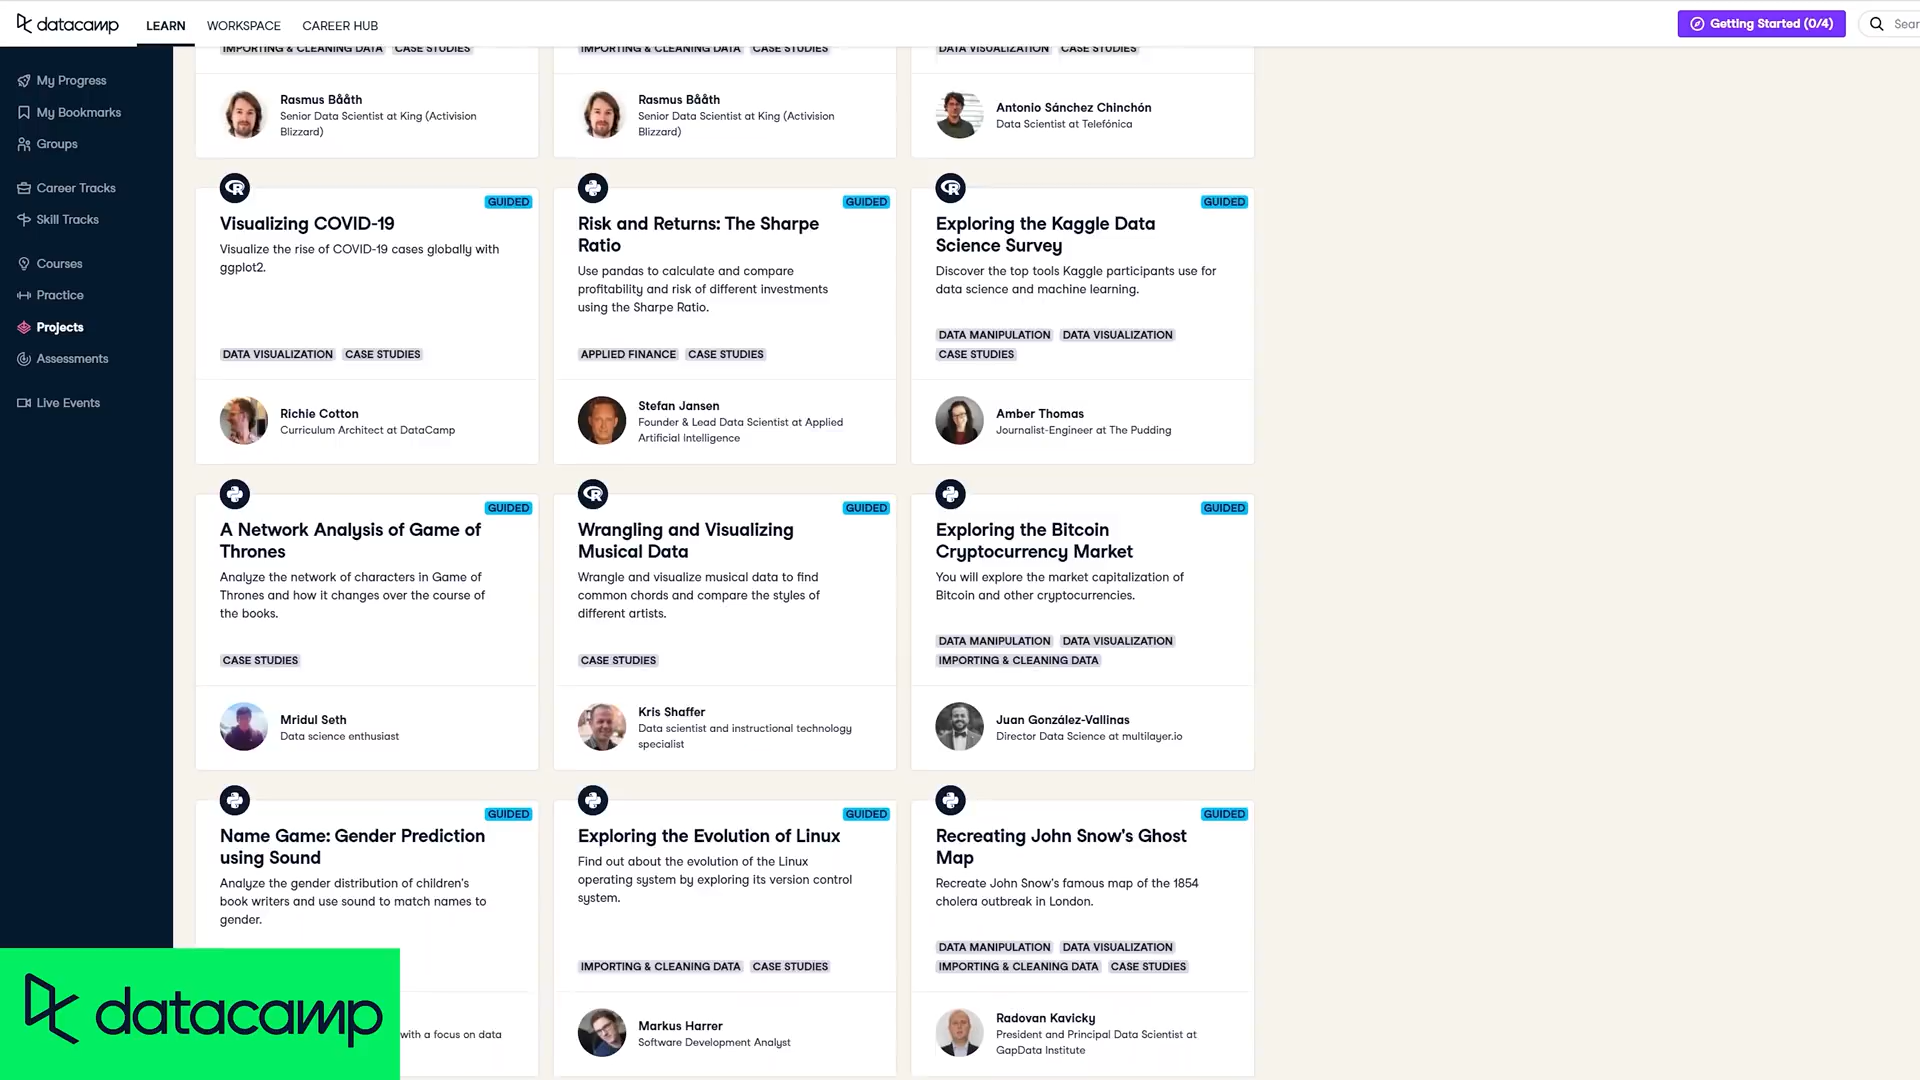 datacamp
LEARN
WORKSPACE
CAREER HUB
Getting Started (0/4)
Sear
My Progress
My Bookmarks
Groups
Career Tracks
Skill Tracks
Courses
Practice
Projects
Assessments
Live Events
IMPORTING & CLEANING DATA CASE STUDIES
Rasmus Bååth
Senior Data Scientist at King (Activision
Blizzard)
IMPORTING & CLEANING DATA CASE STUDIES
Rasmus Bååth
Senior Data Scientist at King (Activision
Blizzard)
DATA VISUALIZATION CASE STUDIES
Antonio Sánchez Chinchón
Data Scientist at Telefónica
GUIDED
Visualizing COVID-19
Visualize the rise of COVID-19 cases globally with
ggplot2.
DATA VISUALIZATION CASE STUDIES
Richie Cotton
Curriculum Architect at DataCamp
GUIDED
Risk and Returns: The Sharpe
Ratio
Use pandas to calculate and compare
profitability and risk of different investments
using the Sharpe Ratio.
APPLIED FINANCE CASE STUDIES
Stefan Jansen
Founder & Lead Data Scientist at Applied
Artificial Intelligence
GUIDED
Exploring the Kaggle Data
Science Survey
Discover the top tools Kaggle participants use for
data science and machine learning.
DATA MANIPULATION DATA VISUALIZATION
CASE STUDIES
Amber Thomas
Journalist-Engineer at The Pudding
GUIDED
A Network Analysis of Game of
Thrones
Analyze the network of characters in Game of
Thrones and how it changes over the course of
the books.
CASE STUDIES
Mridul Seth
Data science enthusiast
GUIDED
Wrangling and Visualizing
Musical Data
Wrangle and visualize musical data to find
common chords and compare the styles of
different artists.
CASE STUDIES
Kris Shaffer
Data scientist and instructional technology
specialist
GUIDED
Exploring the Bitcoin
Cryptocurrency Market
You will explore the market capitalization of
Bitcoin and other cryptocurrencies.
DATA MANIPULATION DATA VISUALIZATION
IMPORTING & CLEANING DATA
Juan González-Vallinas
Director Data Science at multilayer.io
GUIDED
Name Game: Gender Prediction
using Sound
Analyze the gender distribution of children's
book writers and use sound to match names to
gender.
with a focus on data
GUIDED
Exploring the Evolution of Linux
Find out about the evolution of the Linux
operating system by exploring its version control
system.
IMPORTING & CLEANING DATA CASE STUDIES
Markus Harrer
Software Development Analyst
GUIDED
Recreating John Snow's Ghost
Map
Recreate John Snow's famous map of the 1854
cholera outbreak in London.
DATA MANIPULATION DATA VISUALIZATION
IMPORTING & CLEANING DATA CASE STUDIES
Radovan Kavicky
President and Principal Data Scientist at
GapData Institute
datacamp